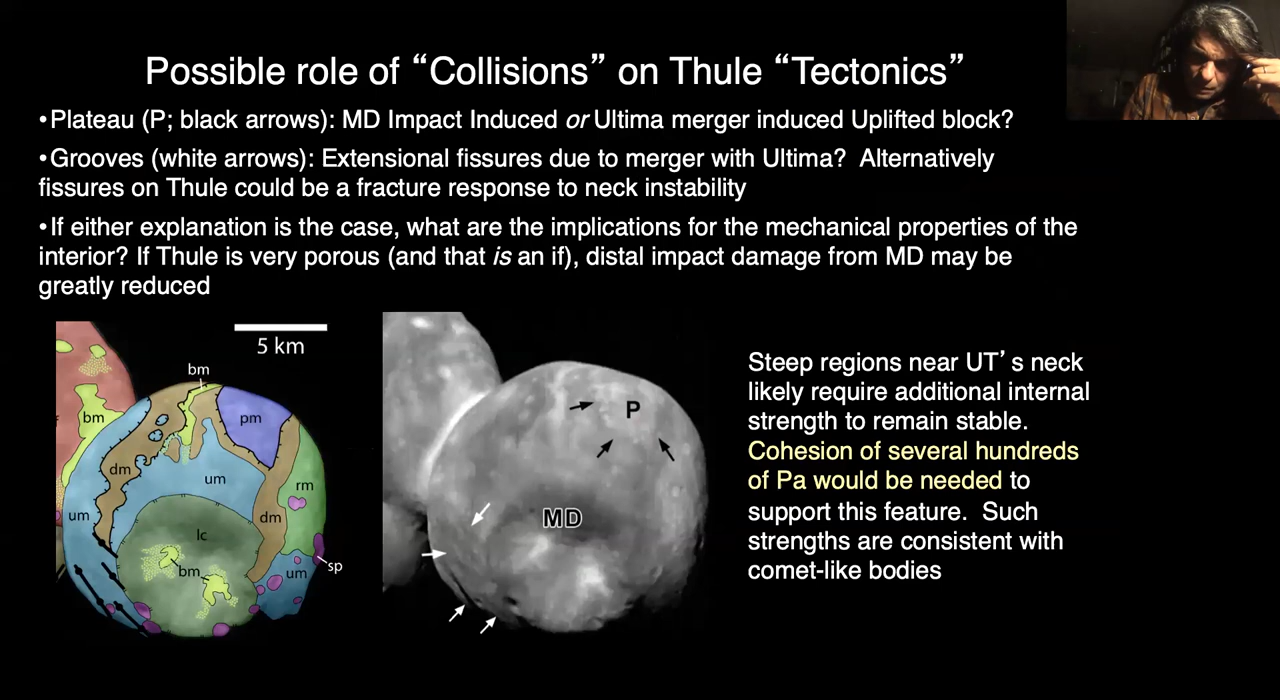 Possible role of “Collisions” on Thule “Tectonics”
•Plateau (P; black arrows): MD Impact Induced or Ultima merger induced Uplifted block?
•Grooves (white arrows): Extensional fissures due to merger with Ultima?  Alternatively
fissures on Thule could be a fracture response to neck instability
•If either explanation is the case, what are the implications for the mechanical properties of the
interior? If Thule is very porous (and that is an if), distal impact damage from MD may be
greatly reduced
5 km
bm
bm
pm
dm
um
rm
um
dm
lc
bm
um
sp
P
MD
Steep regions near UT’s neck
likely require additional internal
strength to remain stable.
Cohesion of several hundreds
of Pa would be needed to
support this feature.  Such
strengths are consistent with
comet-like bodies